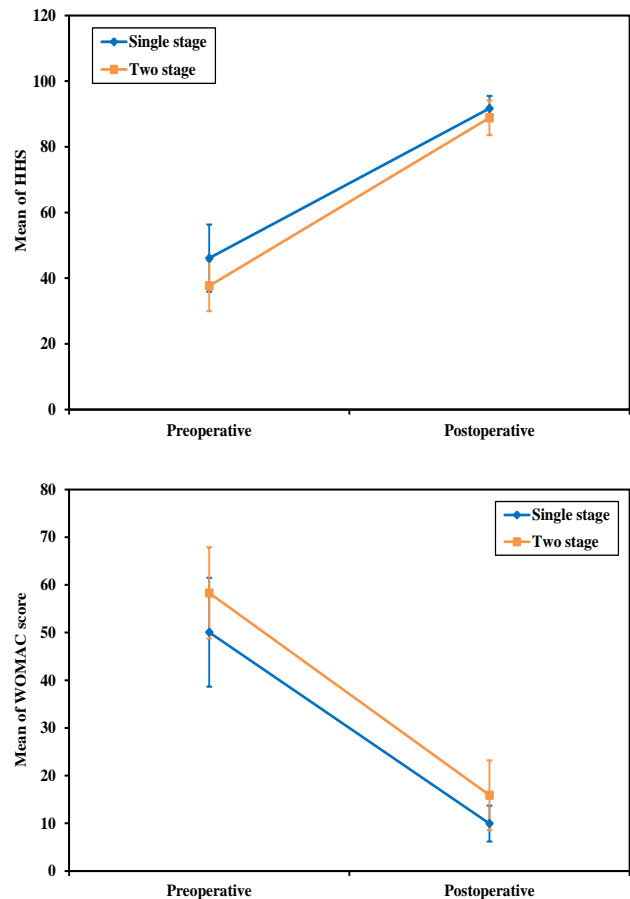 120
100
80
60
40
20
0
Mean of HHS
Single stage
Two stage
Preoperative Postoperative
80
70
60
50
40
30
20
10
0
Mean of WOMAC score
Single stage
Two stage
Preoperative Postoperative